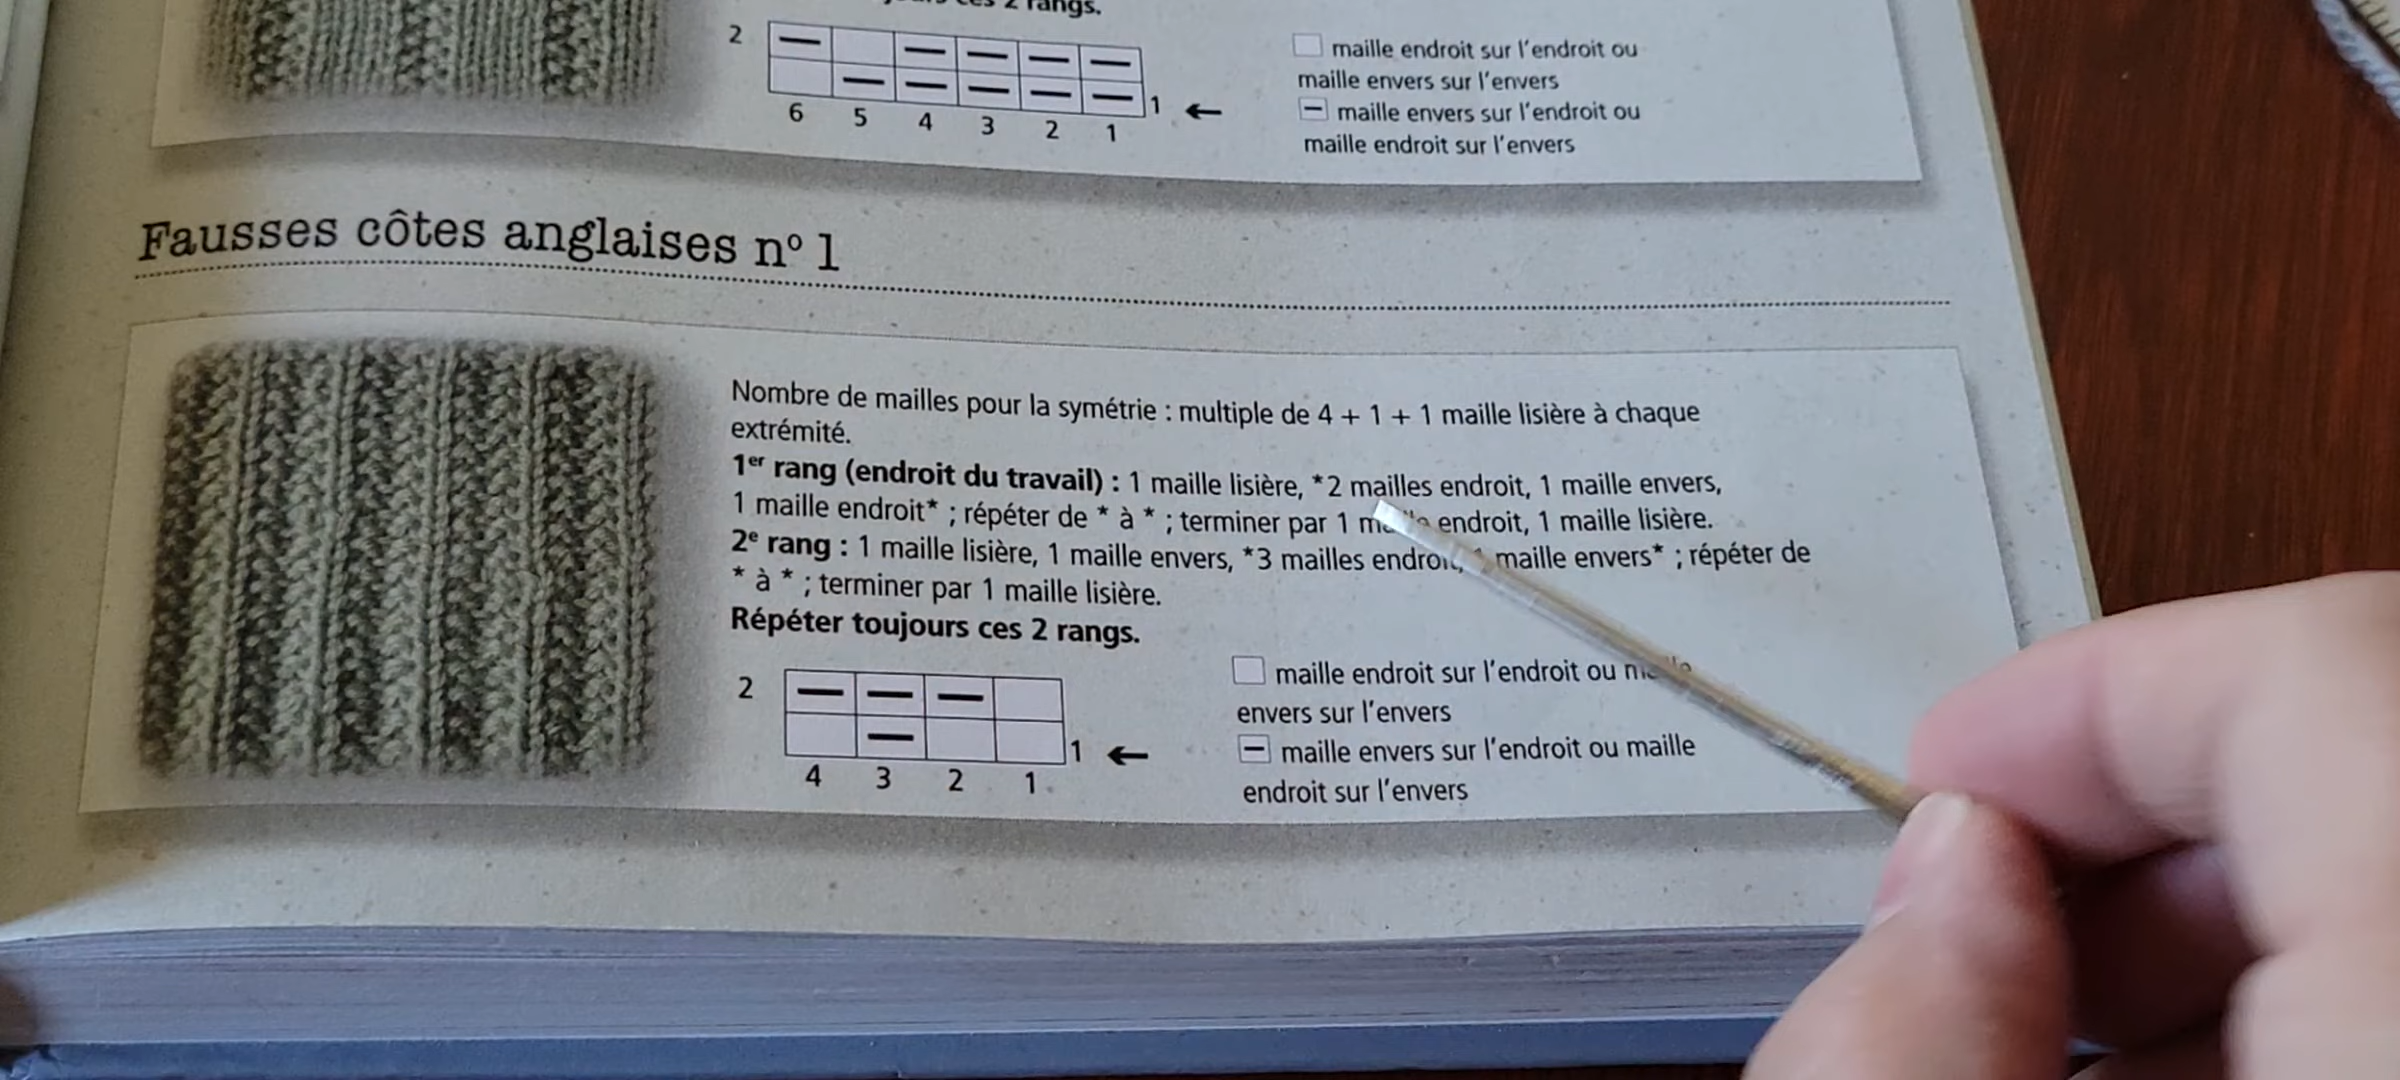 ces 2 rangs.
2
1
6 5 4 3 2 1
maille endroit sur l'endroit ou
maille envers sur l'envers
maille envers sur l'endroit ou
maille endroit sur l'envers
Fausses côtes anglaises nº 1
Nombre de mailles pour la symétrie : multiple de 4 + 1 + 1 maille lisière à chaque
extrémité.
1er rang (endroit du travail) : 1 maille lisière, *2 mailles endroit, 1 maille envers,
1 maille endroit* ; répéter de * à * ; terminer par 1 endroit, 1 maille lisière.
2e rang : 1 maille lisière, 1 maille envers, *3 mailles endroit, maille envers* ; répéter de
* à * ; terminer par 1 maille lisière.
Répéter toujours ces 2 rangs.
2
1
4 3 2 1
maille endroit sur l'endroit ou
envers sur l'envers
maille envers sur l'endroit ou maille
endroit sur l'envers